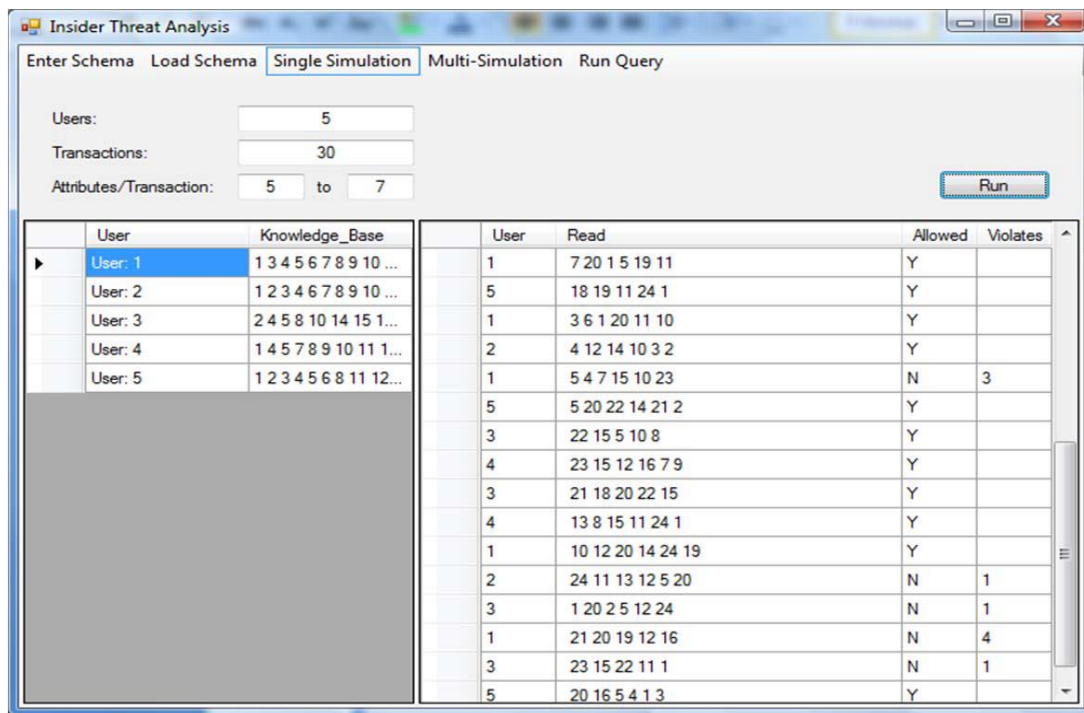 Insider Threat Analysis
Enter Schema Load Schema Single Simulation Multi-Simulation Run Query
Users: 5
Transactions: 30
Attributes/Transaction: 5 to 7
Run
User Knowledge_Base
User: 1 1 3 4 5 6 7 8 9 10 ...
User: 2 1 2 3 4 6 7 8 9 10 ...
User: 3 2 4 5 8 10 14 15 1...
User: 4 1 4 5 7 8 9 10 11 1...
User: 5 1 2 3 4 5 6 8 11 12...
User Read Allowed Violates
1 7 20 1 5 19 11 Y
5 18 19 11 24 1 Y
1 3 6 1 20 11 10 Y
2 4 12 14 10 3 2 Y
1 5 4 7 15 10 23 N 3
5 5 20 22 14 21 2 Y
3 22 15 5 10 8 Y
4 23 15 12 16 7 9 Y
3 21 18 20 22 15 Y
4 13 8 15 11 24 1 Y
1 10 12 20 14 24 19 Y
2 24 11 13 12 5 20 N 1
3 1 20 2 5 12 24 N 1
1 21 20 19 12 16 N 4
3 23 15 22 11 1 N 1
5 20 16 5 4 1 3 Y